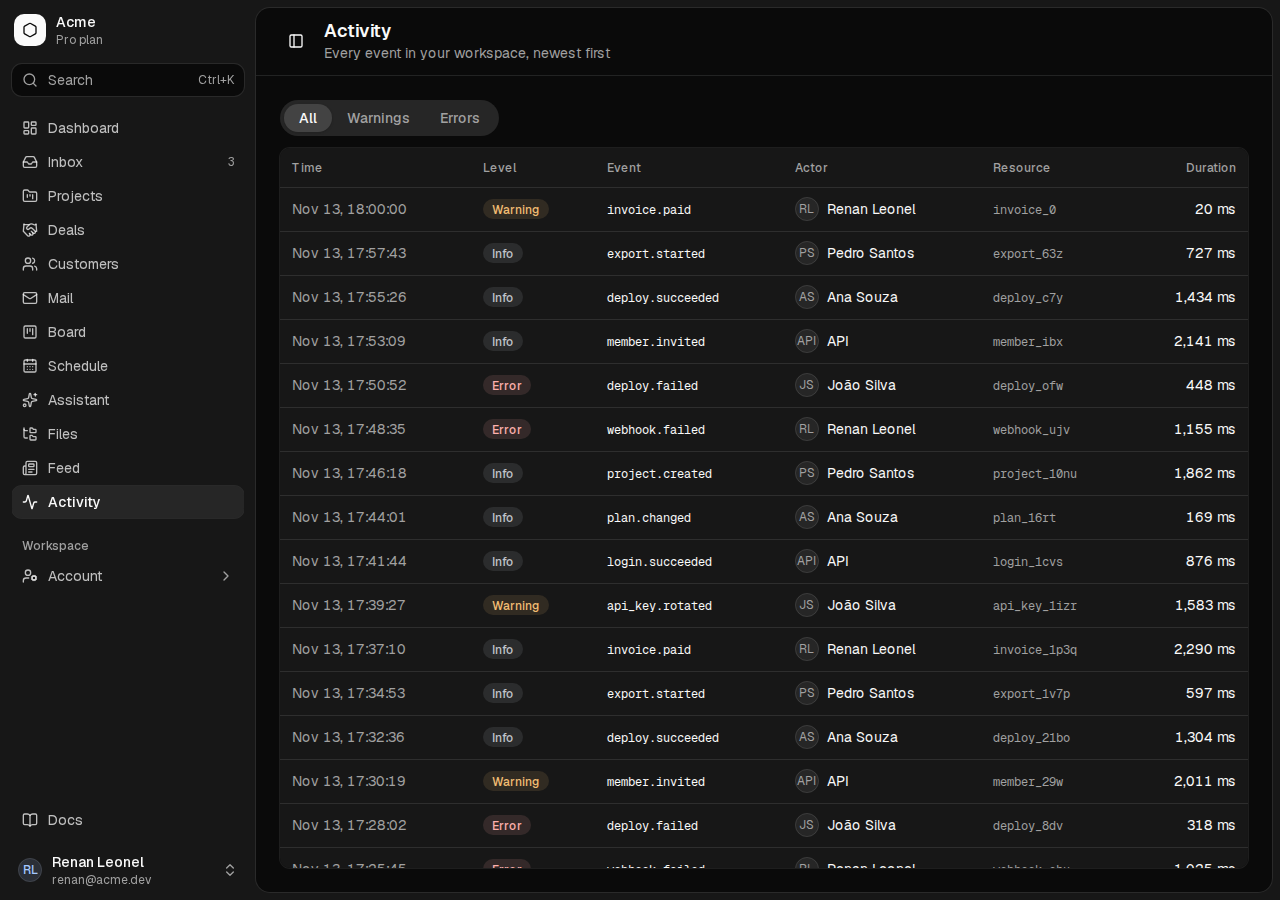 Acme
Pro plan
Search Ctrl+K
Dashboard
Inbox 3
Projects
Deals
Customers
Mail
Board
Schedule
Assistant
Files
Feed
Activity
Workspace
Account
Docs
RL Renan Leonel
renan@acme.dev
Activity
Every event in your workspace, newest first
All Warnings Errors
Time Level Event Actor Resource Duration
Nov 13, 18:00:00 Warning invoice.paid RL Renan Leonel invoice_0 20 ms
Nov 13, 17:57:43 Info export.started PS Pedro Santos export_63z 727 ms
Nov 13, 17:55:26 Info deploy.succeeded AS Ana Souza deploy_c7y 1,434 ms
Nov 13, 17:53:09 Info member.invited API API member_ibx 2,141 ms
Nov 13, 17:50:52 Error deploy.failed JS João Silva deploy_ofw 448 ms
Nov 13, 17:48:35 Error webhook.failed RL Renan Leonel webhook_ujv 1,155 ms
Nov 13, 17:46:18 Info project.created PS Pedro Santos project_10nu 1,862 ms
Nov 13, 17:44:01 Info plan.changed AS Ana Souza plan_16rt 169 ms
Nov 13, 17:41:44 Info login.succeeded API API login_1cvs 876 ms
Nov 13, 17:39:27 Warning api_key.rotated JS João Silva api_key_1izr 1,583 ms
Nov 13, 17:37:10 Info invoice.paid RL Renan Leonel invoice_1p3q 2,290 ms
Nov 13, 17:34:53 Info export.started PS Pedro Santos export_1v7p 597 ms
Nov 13, 17:32:36 Info deploy.succeeded AS Ana Souza deploy_21bo 1,304 ms
Nov 13, 17:30:19 Warning member.invited API API member_29w 2,011 ms
Nov 13, 17:28:02 Error deploy.failed JS João Silva deploy_8dv 318 ms